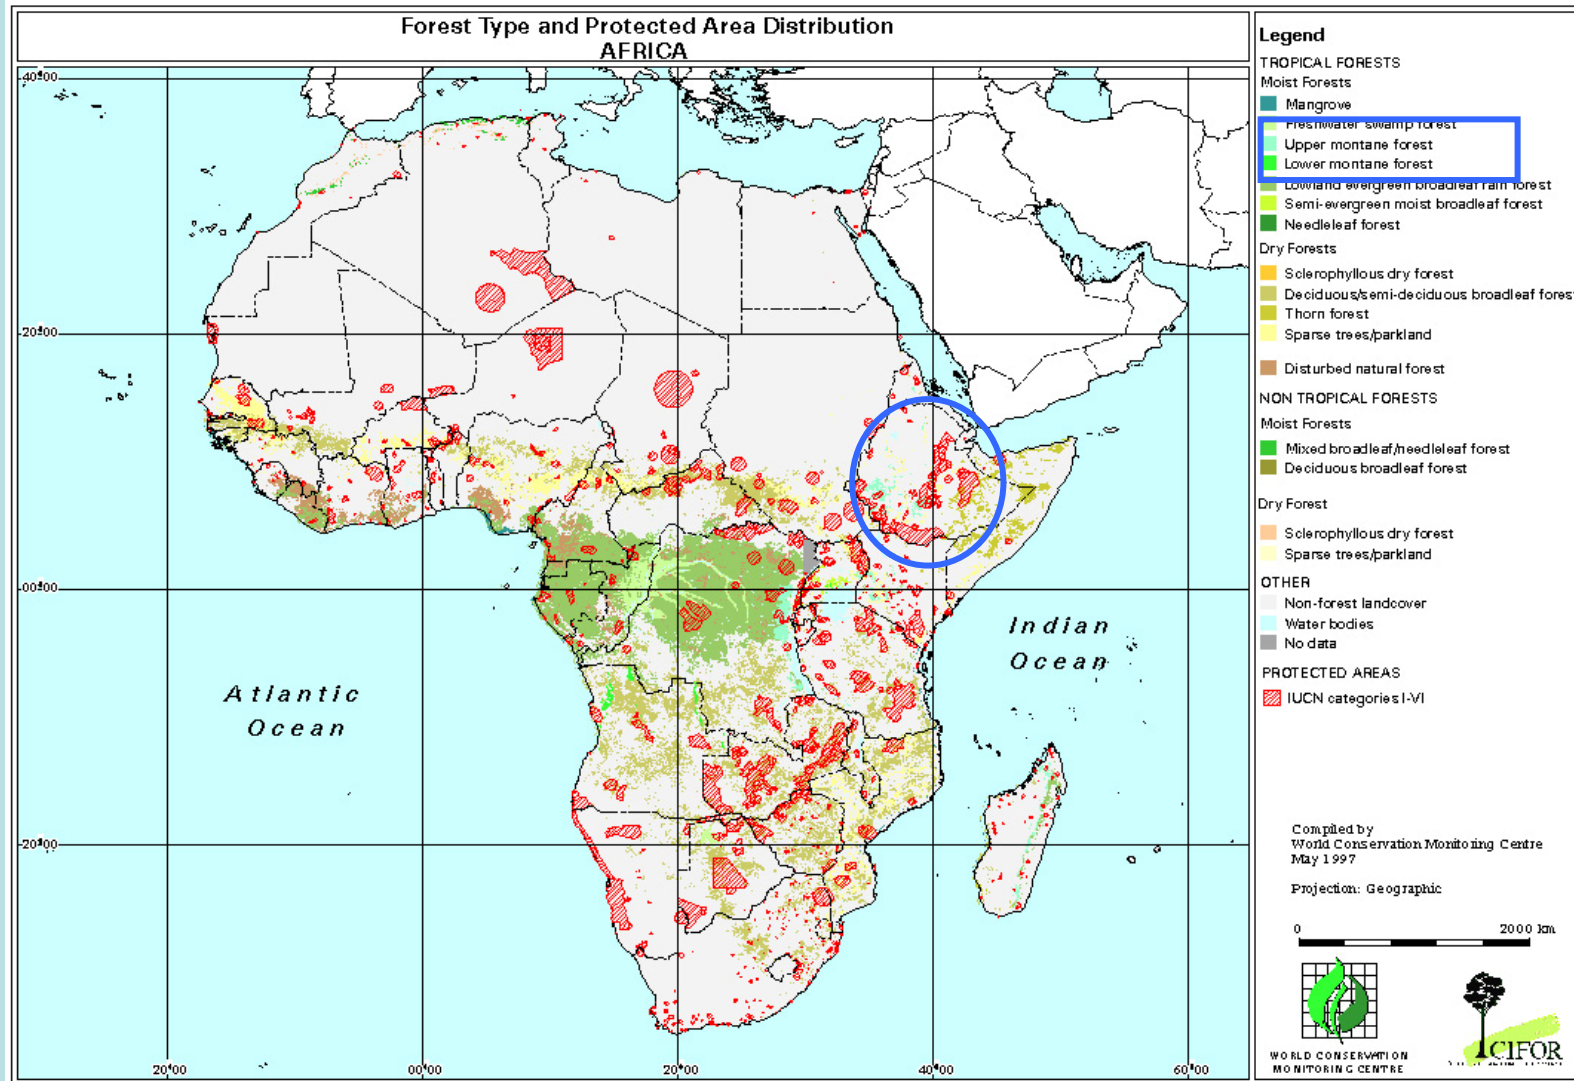 Forest Type and Protected Area Distribution
AFRICA
40°00
20°00
00°00
-20°00
20°00
00°00
20°00
40°00
60°00
Atlantic
Ocean
Indian
Ocean
Legend
TROPICAL FORESTS
Moist Forests
Mangrove
Freshwater swamp forest
Upper montane forest
Lower montane forest
Lowland evergreen broadleaf rain forest
Semi-evergreen moist broadleaf forest
Needleleaf forest
Dry Forests
Sclerophyllous dry forest
Deciduous/semi-deciduous broadleaf forest
Thorn forest
Sparse trees/parkland
Disturbed natural forest
NON TROPICAL FORESTS
Moist Forests
Mixed broadleaf/needleleaf forest
Deciduous broadleaf forest
Dry Forest
Sclerophyllous dry forest
Sparse trees/parkland
OTHER
Non-forest landcover
Water bodies
No data
PROTECTED AREAS
IUCN categories I-VI
Compiled by
World Conservation Monitoring Centre
May 1997
Projection: Geographic
0 2000 km
WORLD CONSERVATION
MONITORING CENTRE
CIFOR